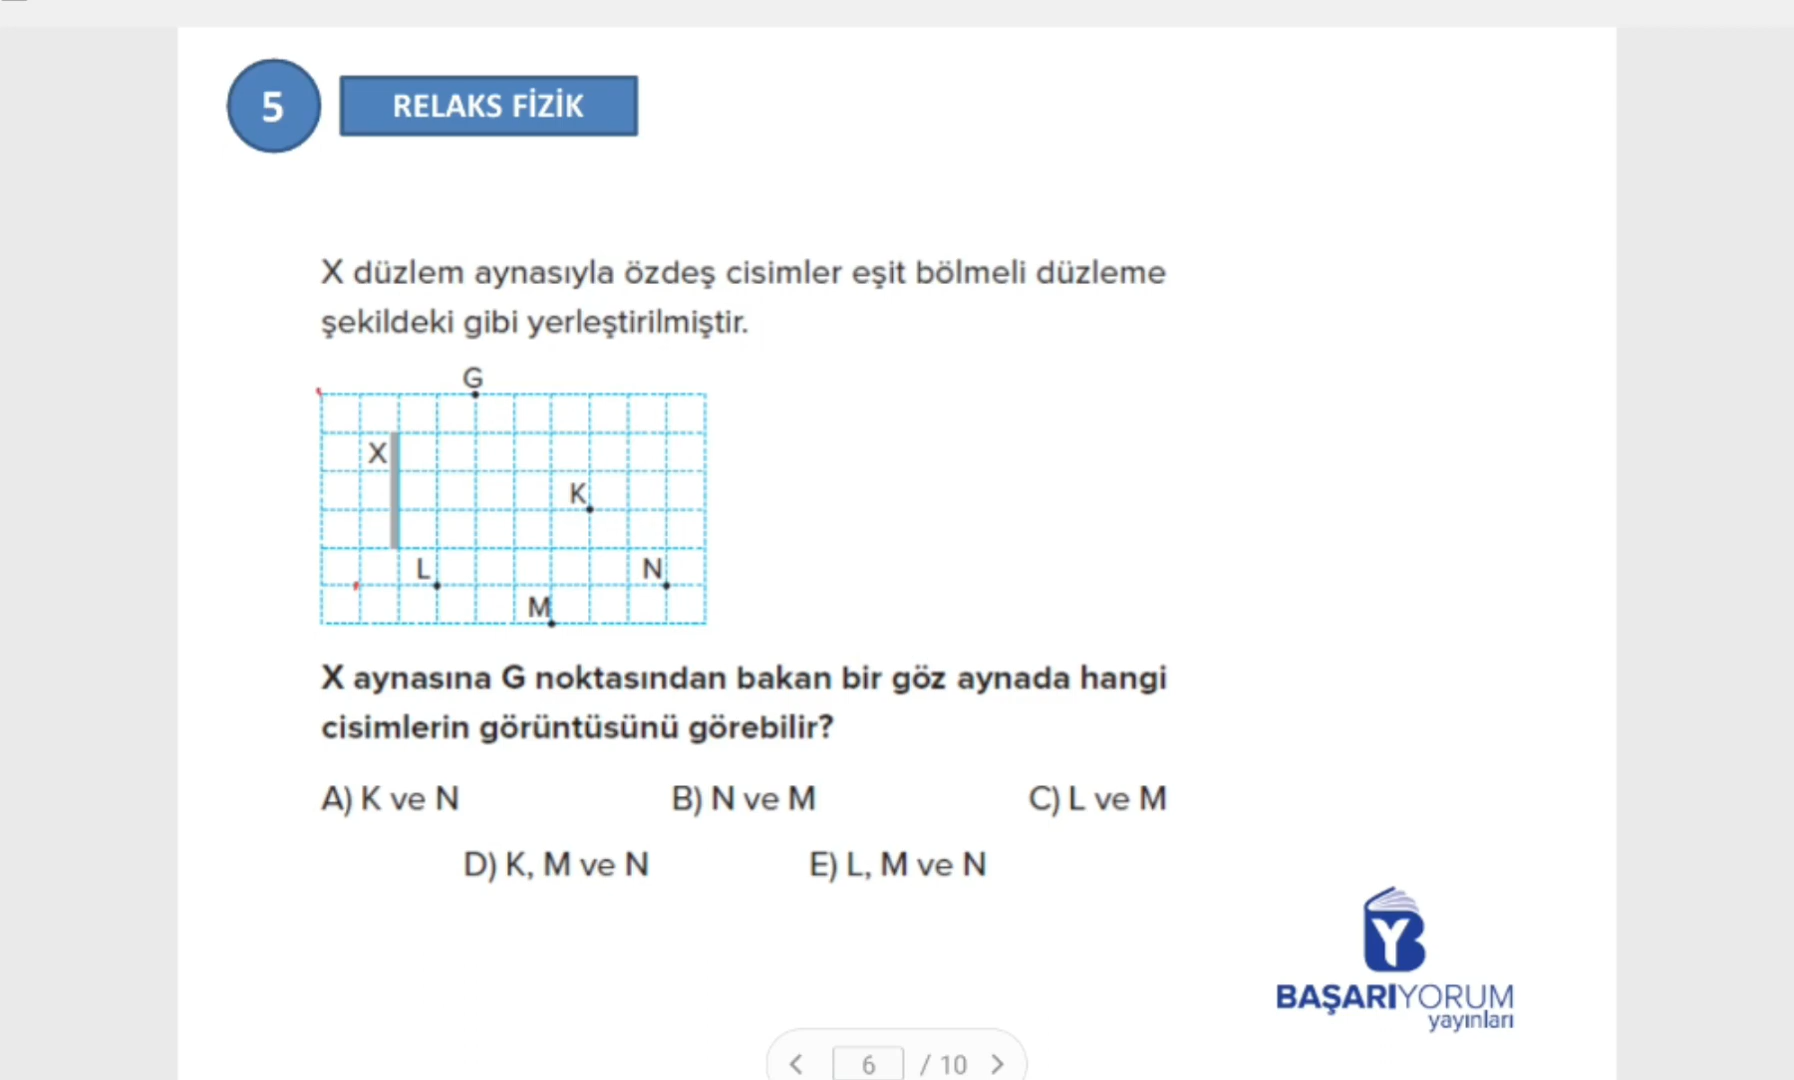 5
RELAKS FİZİK
X düzlem aynasıyla özdeş cisimler eşit bölmeli düzleme
şekildeki gibi yerleştirilmiştir.
G
X
K
L
N
M
X aynasına G noktasından bakan bir göz aynada hangi
cisimlerin görüntüsünü görebilir?
A) K ve N B) N ve M C) L ve M
D) K, M ve N E) L, M ve N
BY
BAŞARIYORUM
yayınları
6 / 10